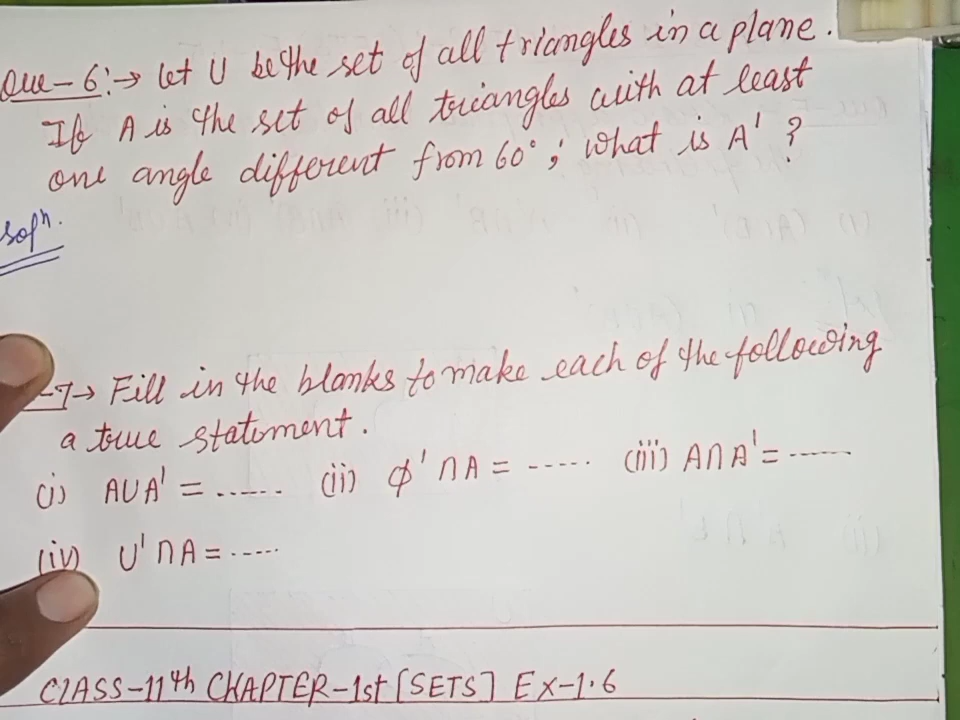 Que-6:→ Let U be the set of all triangles in a plane.
If A is the set of all triangles with at least
one angle different from 60°, what is A' ?
Solⁿ.
-7→ Fill in the blanks to make each of the following
a true statement.
(i) A∪A' = ...... (ii) ϕ' ∩ A = ----- (iii) A∩A' = ------
(iv) U' ∩ A = -----
CLASS-11th CHAPTER-1st [SETS] EX-1.6